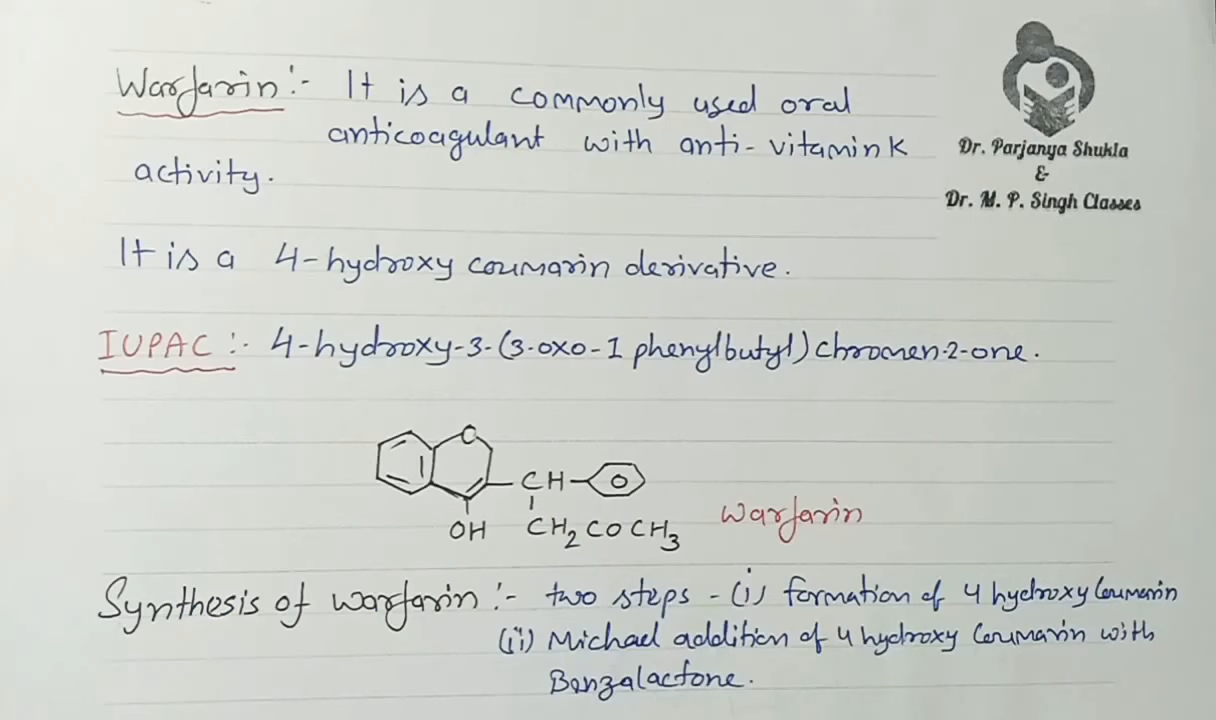 Warfarin :- It is a commonly used oral
anticoagulant with anti-vitamin K
activity.
Dr. Parjanya Shukla
&
Dr. M. P. Singh Classes
It is a 4-hydroxy coumarin derivative.
IUPAC :- 4-hydroxy-3-(3-oxo-1 phenylbutyl) chromen-2-one.
O
CH
OH CH2COCH3 Warfarin
Synthesis of warfarin :- two steps - (i) formation of 4 hydroxy Coumarin
(ii) Michael addition of 4 hydroxy Coumarin with
Benzalactone.